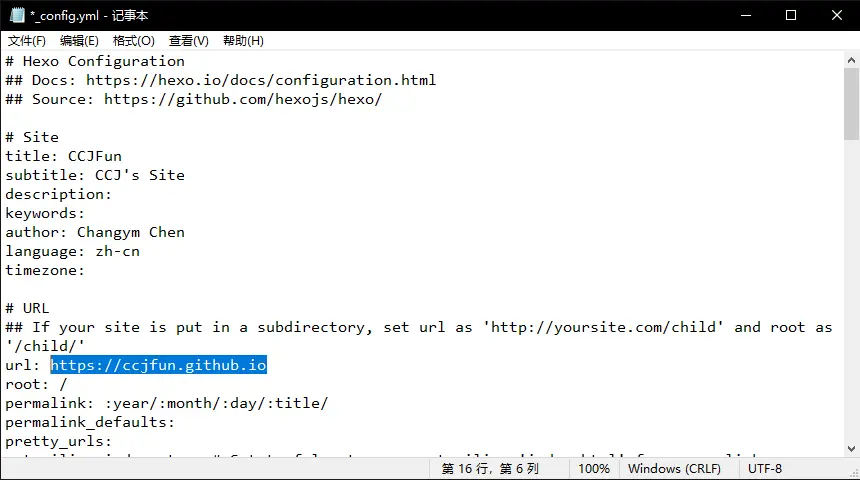 *_config.yml - 记事本
文件(F) 编辑(E) 格式(O) 查看(V) 帮助(H)
# Hexo Configuration
## Docs: https://hexo.io/docs/configuration.html
## Source: https://github.com/hexojs/hexo/
# Site
title: CCJFun
subtitle: CCJ's Site
description:
keywords:
author: Changym Chen
language: zh-cn
timezone:
# URL
## If your site is put in a subdirectory, set url as 'http://yoursite.com/child' and root as
'/child/'
url: https://ccjfun.github.io
root: /
permalink: :year/:month/:day/:title/
permalink_defaults:
pretty_urls:
第 16 行，第 6 列 100% Windows (CRLF) UTF-8